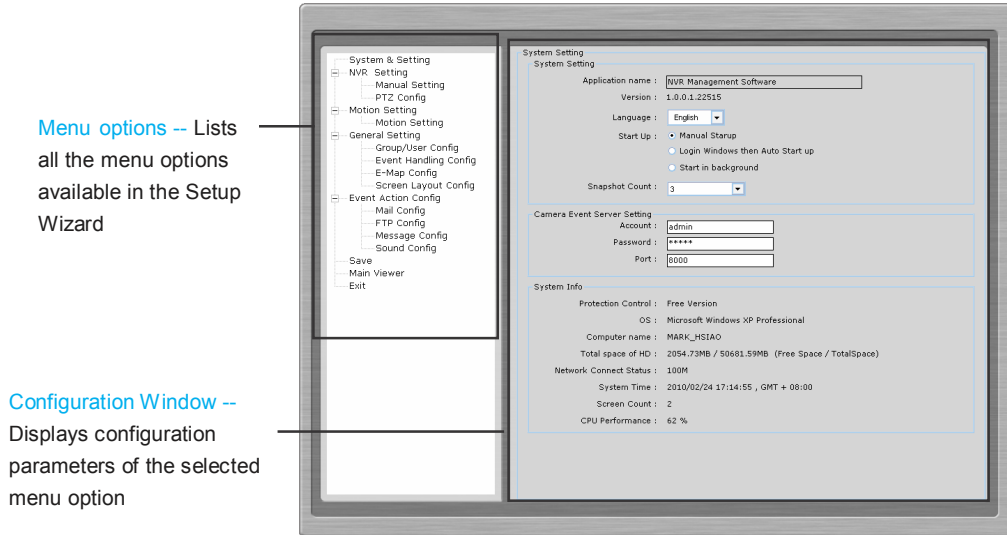 Menu options -- Lists
all the menu options
available in the Setup
Wizard
Configuration Window --
Displays configuration
parameters of the selected
menu option
System & Setting
NVR Setting
Manual Setting
PTZ Config
Motion Setting
Motion Setting
General Setting
Group/User Config
Event Handling Config
E-Map Config
Screen Layout Config
Event Action Config
Mail Config
FTP Config
Message Config
Sound Config
Save
Main Viewer
Exit
System Setting
System Setting
Application name : NVR Management Software
Version : 1.0.0.1.22515
Language : English
Start Up : Manual Starup
Login Windows then Auto Start up
Start in background
Snapshot Count : 3
Camera Event Server Setting
Account : admin
Password : *****
Port : 8000
System Info
Protection Control : Free Version
OS : Microsoft Windows XP Professional
Computer name : MARK_HSIAO
Total space of HD : 2054.73MB / 50681.59MB (Free Space / TotalSpace)
Network Connect Status : 100M
System Time : 2010/02/24 17:14:55 , GMT + 08:00
Screen Count : 2
CPU Performance : 62 %